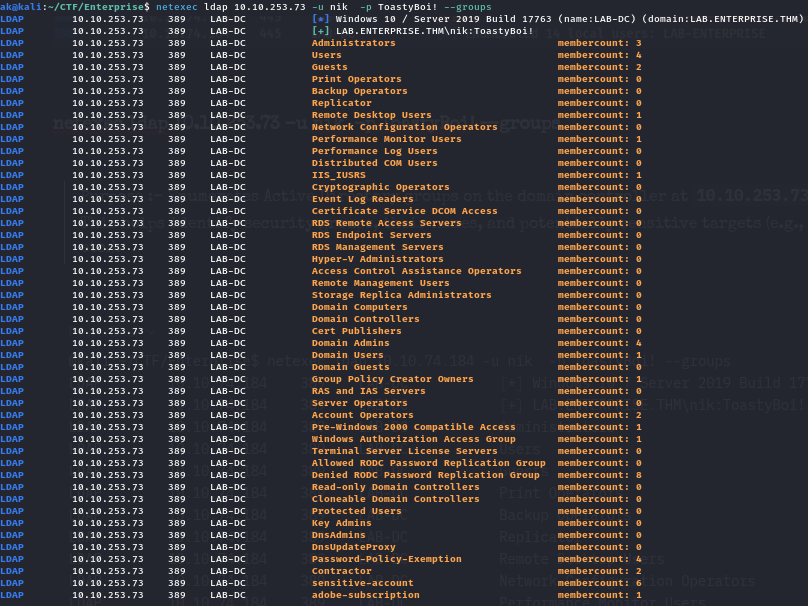 ak@kali:~/CTF/Enterprise$ netexec ldap 10.10.253.73 -u nik -p ToastyBoi! --groups
LDAP 10.10.253.73 389 LAB-DC [*] Windows 10 / Server 2019 Build 17763 (name:LAB-DC) (domain:LAB.ENTERPRISE.THM)
LDAP 10.10.253.73 389 LAB-DC [+] LAB.ENTERPRISE.THM\nik:ToastyBoi!
LDAP 10.10.253.73 389 LAB-DC Administrators membercount: 3
LDAP 10.10.253.73 389 LAB-DC Users membercount: 4
LDAP 10.10.253.73 389 LAB-DC Guests membercount: 2
LDAP 10.10.253.73 389 LAB-DC Print Operators membercount: 0
LDAP 10.10.253.73 389 LAB-DC Backup Operators membercount: 0
LDAP 10.10.253.73 389 LAB-DC Replicator membercount: 0
LDAP 10.10.253.73 389 LAB-DC Remote Desktop Users membercount: 1
LDAP 10.10.253.73 389 LAB-DC Network Configuration Operators membercount: 0
LDAP 10.10.253.73 389 LAB-DC Performance Monitor Users membercount: 1
LDAP 10.10.253.73 389 LAB-DC Performance Log Users membercount: 0
LDAP 10.10.253.73 389 LAB-DC Distributed COM Users membercount: 0
LDAP 10.10.253.73 389 LAB-DC IIS_IUSRS membercount: 1
LDAP 10.10.253.73 389 LAB-DC Cryptographic Operators membercount: 0
LDAP 10.10.253.73 389 LAB-DC Event Log Readers membercount: 0
LDAP 10.10.253.73 389 LAB-DC Certificate Service DCOM Access membercount: 0
LDAP 10.10.253.73 389 LAB-DC RDS Remote Access Servers membercount: 0
LDAP 10.10.253.73 389 LAB-DC RDS Endpoint Servers membercount: 0
LDAP 10.10.253.73 389 LAB-DC RDS Management Servers membercount: 0
LDAP 10.10.253.73 389 LAB-DC Hyper-V Administrators membercount: 0
LDAP 10.10.253.73 389 LAB-DC Access Control Assistance Operators membercount: 0
LDAP 10.10.253.73 389 LAB-DC Remote Management Users membercount: 0
LDAP 10.10.253.73 389 LAB-DC Storage Replica Administrators membercount: 0
LDAP 10.10.253.73 389 LAB-DC Domain Computers membercount: 0
LDAP 10.10.253.73 389 LAB-DC Domain Controllers membercount: 0
LDAP 10.10.253.73 389 LAB-DC Cert Publishers membercount: 0
LDAP 10.10.253.73 389 LAB-DC Domain Admins membercount: 4
LDAP 10.10.253.73 389 LAB-DC Domain Users membercount: 1
LDAP 10.10.253.73 389 LAB-DC Domain Guests membercount: 0
LDAP 10.10.253.73 389 LAB-DC Group Policy Creator Owners membercount: 1
LDAP 10.10.253.73 389 LAB-DC RAS and IAS Servers membercount: 0
LDAP 10.10.253.73 389 LAB-DC Server Operators membercount: 0
LDAP 10.10.253.73 389 LAB-DC Account Operators membercount: 2
LDAP 10.10.253.73 389 LAB-DC Pre-Windows 2000 Compatible Access membercount: 1
LDAP 10.10.253.73 389 LAB-DC Windows Authorization Access Group membercount: 1
LDAP 10.10.253.73 389 LAB-DC Terminal Server License Servers membercount: 0
LDAP 10.10.253.73 389 LAB-DC Allowed RODC Password Replication Group membercount: 0
LDAP 10.10.253.73 389 LAB-DC Denied RODC Password Replication Group membercount: 8
LDAP 10.10.253.73 389 LAB-DC Read-only Domain Controllers membercount: 0
LDAP 10.10.253.73 389 LAB-DC Cloneable Domain Controllers membercount: 0
LDAP 10.10.253.73 389 LAB-DC Protected Users membercount: 0
LDAP 10.10.253.73 389 LAB-DC Key Admins membercount: 0
LDAP 10.10.253.73 389 LAB-DC DnsAdmins membercount: 0
LDAP 10.10.253.73 389 LAB-DC DnsUpdateProxy membercount: 0
LDAP 10.10.253.73 389 LAB-DC Password-Policy-Exemption membercount: 4
LDAP 10.10.253.73 389 LAB-DC Contractor membercount: 2
LDAP 10.10.253.73 389 LAB-DC sensitive-account membercount: 6
LDAP 10.10.253.73 389 LAB-DC adobe-subscription membercount: 1